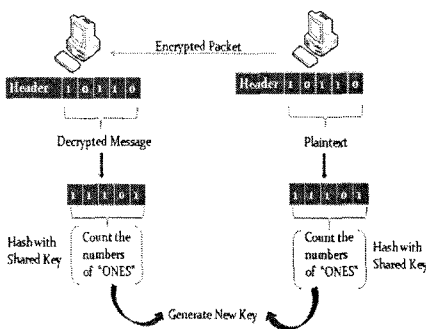 Encrypted Packet
Header 1 0 1 1 0
Header 1 0 1 1 0
Decrypted Message
Plaintext
1 1 1 0 1
1 1 1 0 1
Hash with
Shared Key
Count the
numbers
of "ONES"
Count the
numbers
of "ONES"
Hash with
Shared Key
Generate New Key